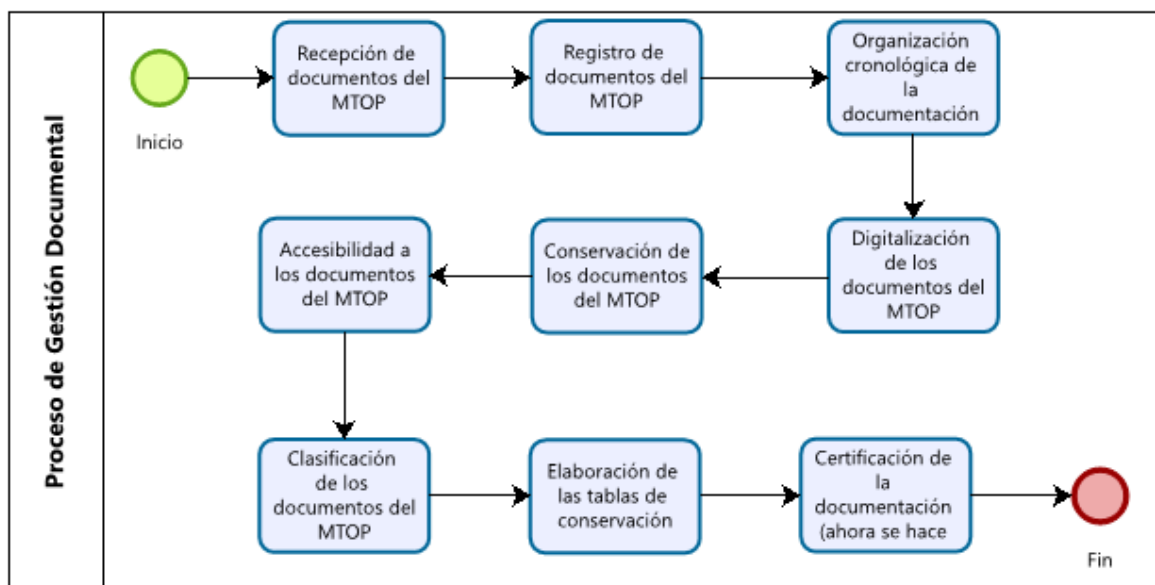 Proceso de Gestión Documental
Inicio
Recepción de
documentos del
MTOP
Registro de
documentos del
MTOP
Organización
cronológica de
la
documentación
Digitalización
de los
documentos del
MTOP
Conservación de
los documentos
del MTOP
Accesibilidad a
los documentos
del MTOP
Clasificación
de los
documentos del
MTOP
Elaboración de
las tablas de
conservación
Certificación de
la
documentación
(ahora se hace
Fin